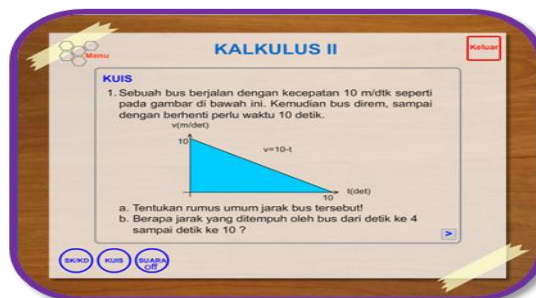 Menu
KALKULUS II
Keluar
KUIS
1. Sebuah bus berjalan dengan kecepatan 10 m/dtk seperti
pada gambar di bawah ini. Kemudian bus direm, sampai
dengan berhenti perlu waktu 10 detik.
v(m/det)
10
v=10-t
10
t(det)
a. Tentukan rumus umum jarak bus tersebut!
b. Berapa jarak yang ditempuh oleh bus dari detik ke 4
sampai detik ke 10 ?
>
SK/KD
KUIS
SUARA
off